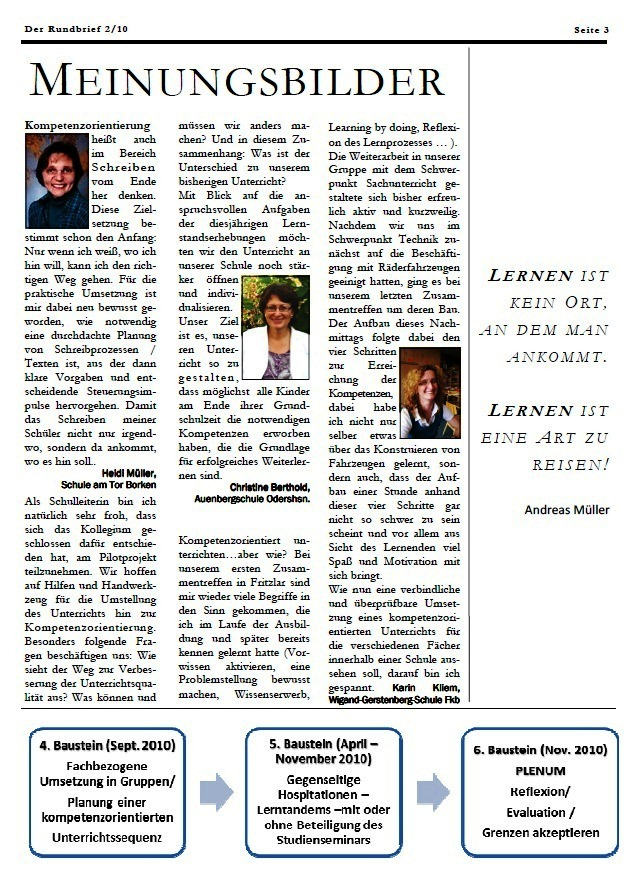 Der Rundbrief 2/10
Seite 3
MEINUNGSBILDER
Kompetenzorientierung
heißt auch
im Bereich
Schreiben
vom Ende
her denken.
Diese Ziel-
setzung be-
stimmt schon den Anfang:
Nur wenn ich weiß, wo ich
hin will, kann ich den rich-
tigen Weg gehen. Für die
praktische Umsetzung ist
mir dabei neu bewusst ge-
worden, wie notwendig
eine durchdachte Planung
von Schreibprozessen /
Texten ist, aus der dann
klare Vorgaben und ent-
scheidende Steuerungsim-
pulse hervorgehen. Damit
das Schreiben meiner
Schüler nicht nur irgend-
wo, sondern da ankommt,
wo es hin soll..
Heidi Müller,
Schule am Tor Borken
Als Schulleiterin bin ich
natürlich sehr froh, dass
sich das Kollegium ge-
schlossen dafür entschie-
den hat, am Pilotprojekt
teilzunehmen. Wir hoffen
auf Hilfen und Handwerk-
zeug für die Umstellung
des Unterrichts hin zur
Kompetenzorientierung.
Besonders folgende Fra-
gen beschäftigen uns: Wie
sieht der Weg zur Verbes-
serung der Unterrichtsqua-
lität aus? Was können und
müssen wir anders ma-
chen? Und in diesem Zu-
sammenhang: Was ist der
Unterschied zu unserem
bisherigen Unterricht?
Mit Blick auf die an-
spruchsvollen Aufgaben
der diesjährigen Lern-
standserhebungen möch-
ten wir den Unterricht an
unserer Schule noch stär-
ker öffnen
und indivi-
dualisieren.
Unser Ziel
ist es, unse-
ren Unter-
richt so zu
gestalten,
dass möglichst alle Kinder
am Ende ihrer Grund-
schulzeit die notwendigen
Kompetenzen erworben
haben, die die Grundlage
für erfolgreiches Weiterler-
nen sind.
Christine Berthold,
Auenbergschule Odershsn.
Kompetenzorientiert un-
terrichten…aber wie? Bei
unserem ersten Zusam-
mentreffen in Fritzlar sind
mir wieder viele Begriffe in
den Sinn gekommen, die
ich im Laufe der Ausbil-
dung und später bereits
kennen gelernt hatte (Vor-
wissen aktivieren, eine
Problemstellung bewusst
machen, Wissenserwerb,
Learning by doing, Reflexi-
on des Lernprozesses … ).
Die Weiterarbeit in unserer
Gruppe mit dem Schwer-
punkt Sachunterricht ge-
staltete sich bisher erfreu-
lich aktiv und kurzweilig.
Nachdem wir uns im
Schwerpunkt Technik zu-
nächst auf die Beschäfti-
gung mit Räderfahrzeugen
geeinigt hatten, ging es bei
unserem letzten Zusam-
mentreffen um deren Bau.
Der Aufbau dieses Nach-
mittags folgte dabei den
vier Schritten
zur Errei-
chung der
Kompetenzen,
dabei habe
ich nicht nur
selber etwas
über das Konstruieren von
Fahrzeugen gelernt, son-
dern auch, dass der Auf-
bau einer Stunde anhand
dieser vier Schritte gar
nicht so schwer zu sein
scheint und vor allem aus
Sicht des Lernenden viel
Spaß und Motivation mit
sich bringt.
Wie nun eine verbindliche
und überprüfbare Umset-
zung eines kompetenzori-
entierten Unterrichts für
die verschiedenen Fächer
innerhalb einer Schule aus-
sehen soll, darauf bin ich
gespannt. Karin Kliem,
Wigand-Gerstenberg-Schule Fkb
LERNEN IST
KEIN ORT,
AN DEM MAN
ANKOMMT.
LERNEN IST
EINE ART ZU
REISEN!
Andreas Müller
4. Baustein (Sept. 2010)
Fachbezogene
Umsetzung in Gruppen/
Planung einer
kompetenzorientierten
Unterrichtssequenz
5. Baustein (April –
November 2010)
Gegenseitige
Hospitationen –
Lerntandems –mit oder
ohne Beteiligung des
Studienseminars
6. Baustein (Nov. 2010)
PLENUM
Reflexion/
Evaluation /
Grenzen akzeptieren